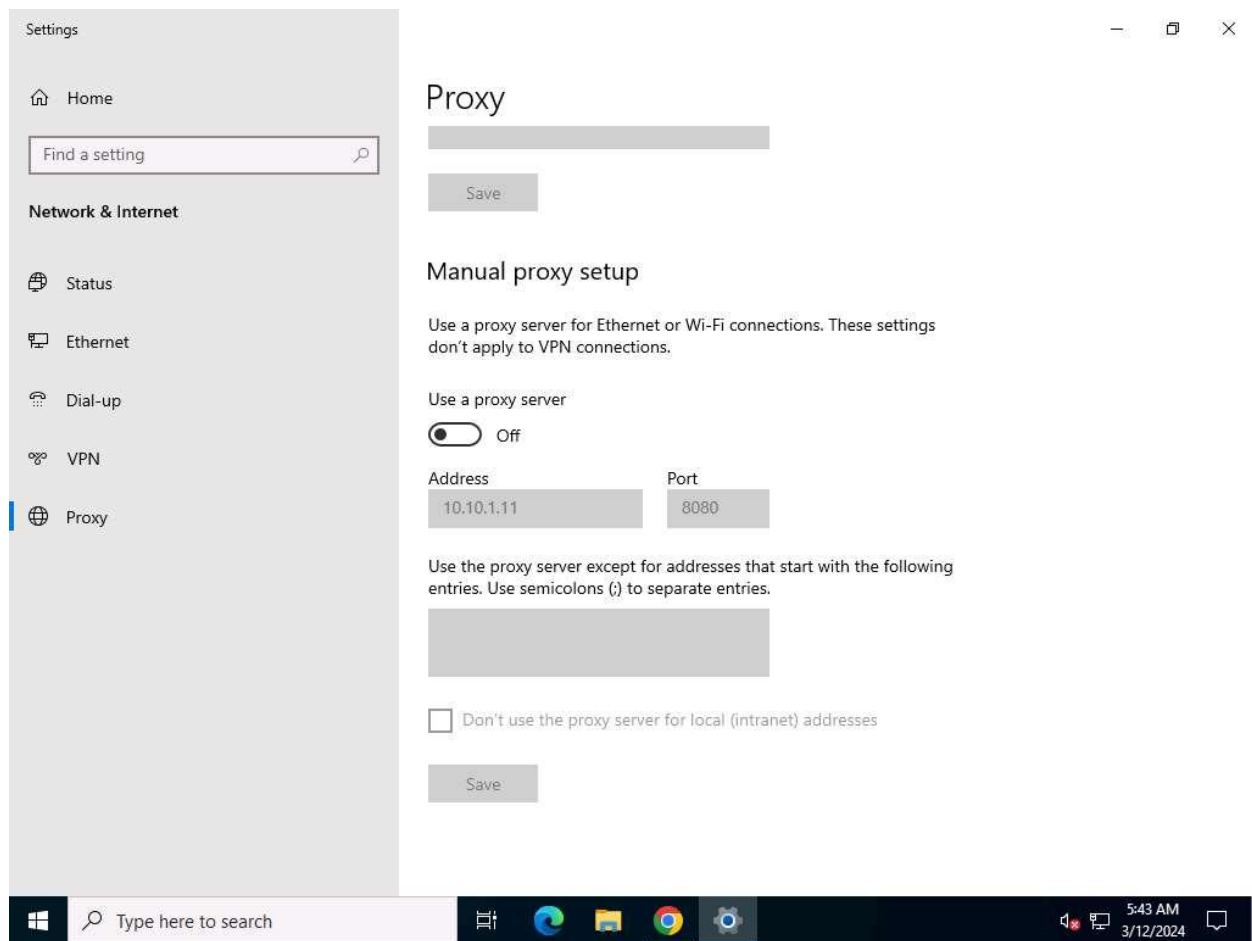 Settings
Home
Find a setting
Network & Internet
Status
Ethernet
Dial-up
VPN
Proxy
Proxy
Save
Manual proxy setup
Use a proxy server for Ethernet or Wi-Fi connections. These settings
don't apply to VPN connections.
Use a proxy server
Off
Address Port
10.10.1.11 8080
Use the proxy server except for addresses that start with the following
entries. Use semicolons (;) to separate entries.
Don't use the proxy server for local (intranet) addresses
Save
Type here to search
5:43 AM
3/12/2024